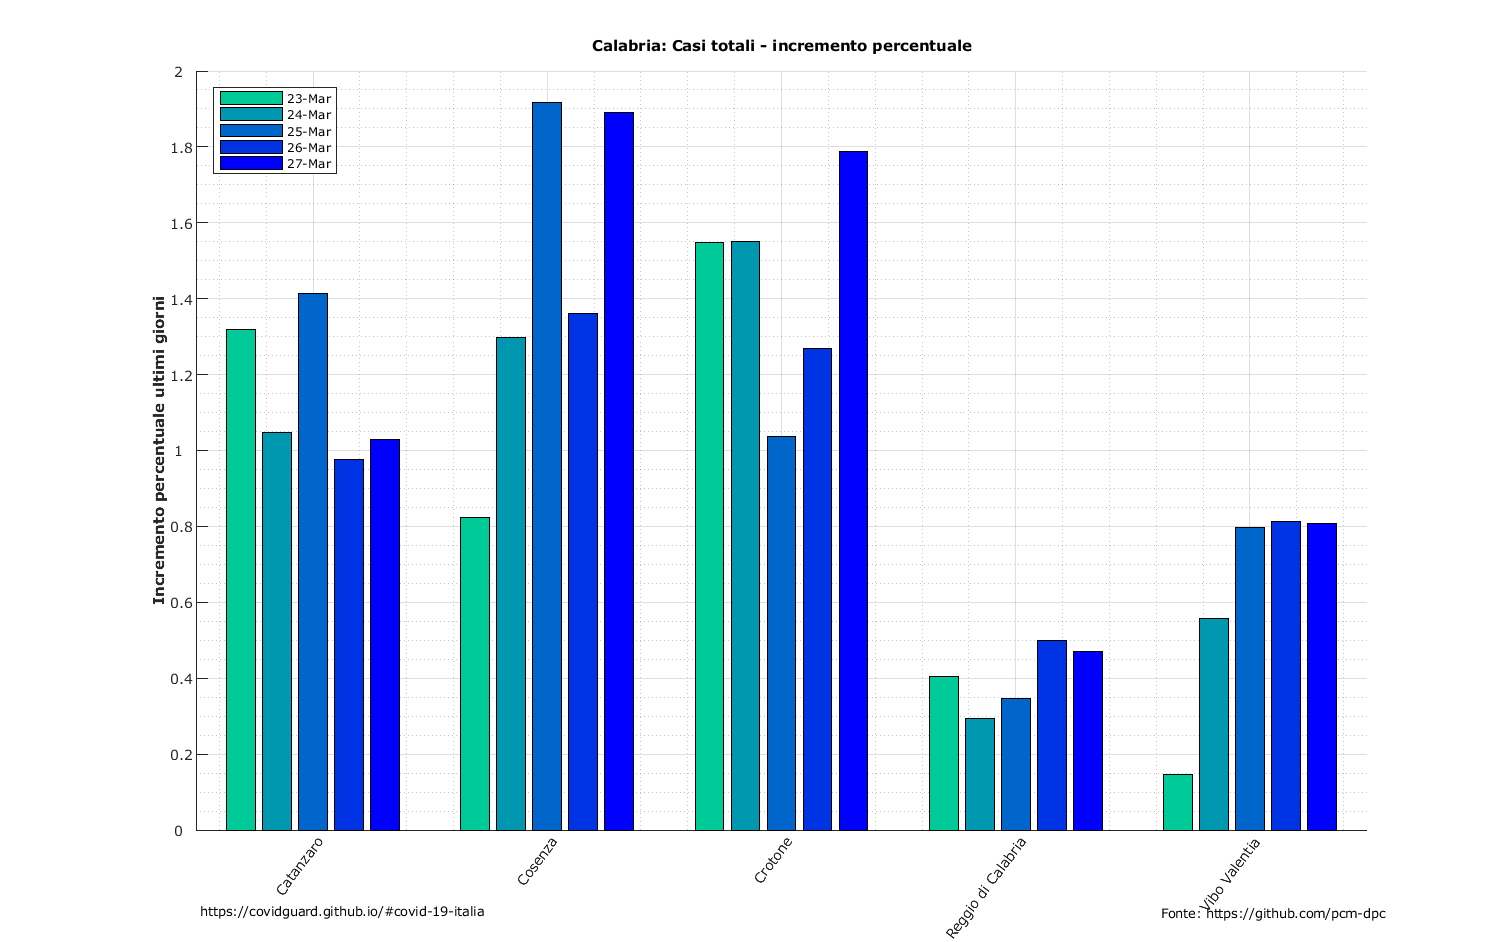 Calabria: Casi totali - incremento percentuale
23-Mar
24-Mar
25-Mar
26-Mar
27-Mar
Incremento percentuale ultimi giorni
2
1.8
1.6
1.4
1.2
1
0.8
0.6
0.4
0.2
0
Catanzaro
Cosenza
Crotone
Reggio di Calabria
Vibo Valentia
https://covidguard.github.io/#covid-19-italia
Fonte: https://github.com/pcm-dpc